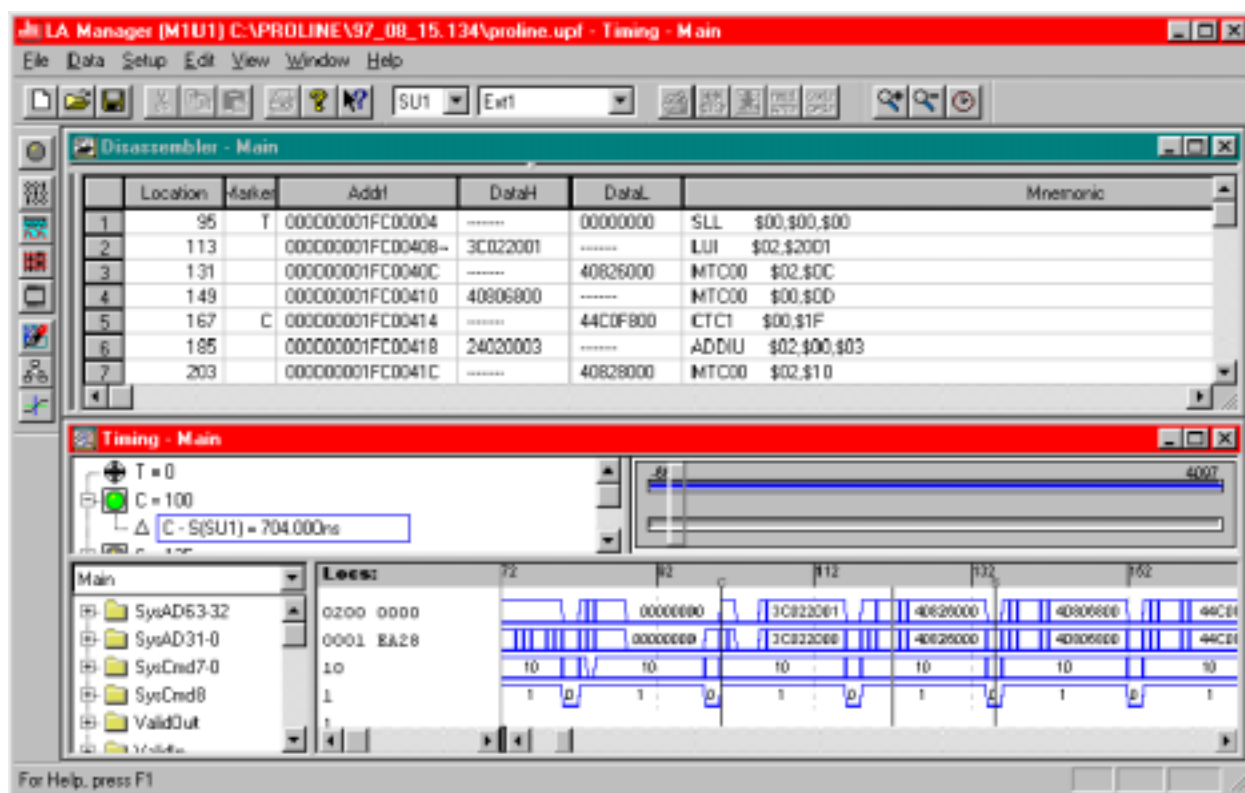 LA Manager (M1U1) C:\PROLINE\97_08_15.134\proline.upf - Timing - Main
File Data Setup Edit View Window Help
SU1 Ext1
Disassembler - Main
Location Marker Addr# DataH DataL Mnemonic
1 95 T 000000001FC00004 ------- 00000000 SLL $00,$00,$00
2 113 000000001FC00408~ 3C022001 ------- LUI $02,$2001
3 131 000000001FC0040C ------- 40826000 MTC00 $02,$0C
4 149 000000001FC00410 40806800 ------- MTC00 $00,$0D
5 167 C 000000001FC00414 ------- 44C0F800 CTC1 $00,$1F
6 185 000000001FC00418 24020003 ------- ADDIU $02,$00,$03
7 203 000000001FC0041C ------- 40828000 MTC00 $02,$10
Timing - Main
T = 0
C = 100
Δ C - S(SU1) = 704.000ns
4097
Main
Locs: 72 92 112 132 152
C
SysAD63-32 0200 0000 00000000 3C022001 40826000 40806800
SysAD31-0 0001 EA28 00000000 40826000 40806800
SysCmd7-0 10 10 10 10 10 10 10
SysCmd8 1 1 0 1 0 1 0 1 0 1 0 1
ValidOut 1
For Help, press F1